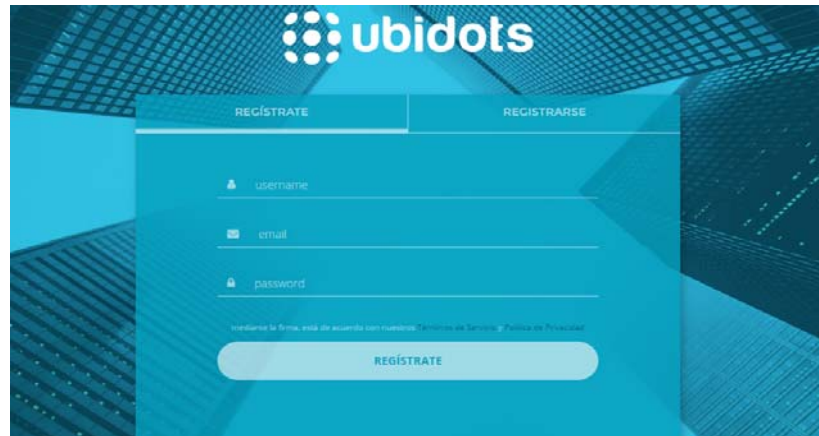 ubidots
REGÍSTRATE
REGISTRARSE
username
email
password
mediante la firma, está de acuerdo con nuestros Términos de Servicio y Política de Privacidad
REGÍSTRATE